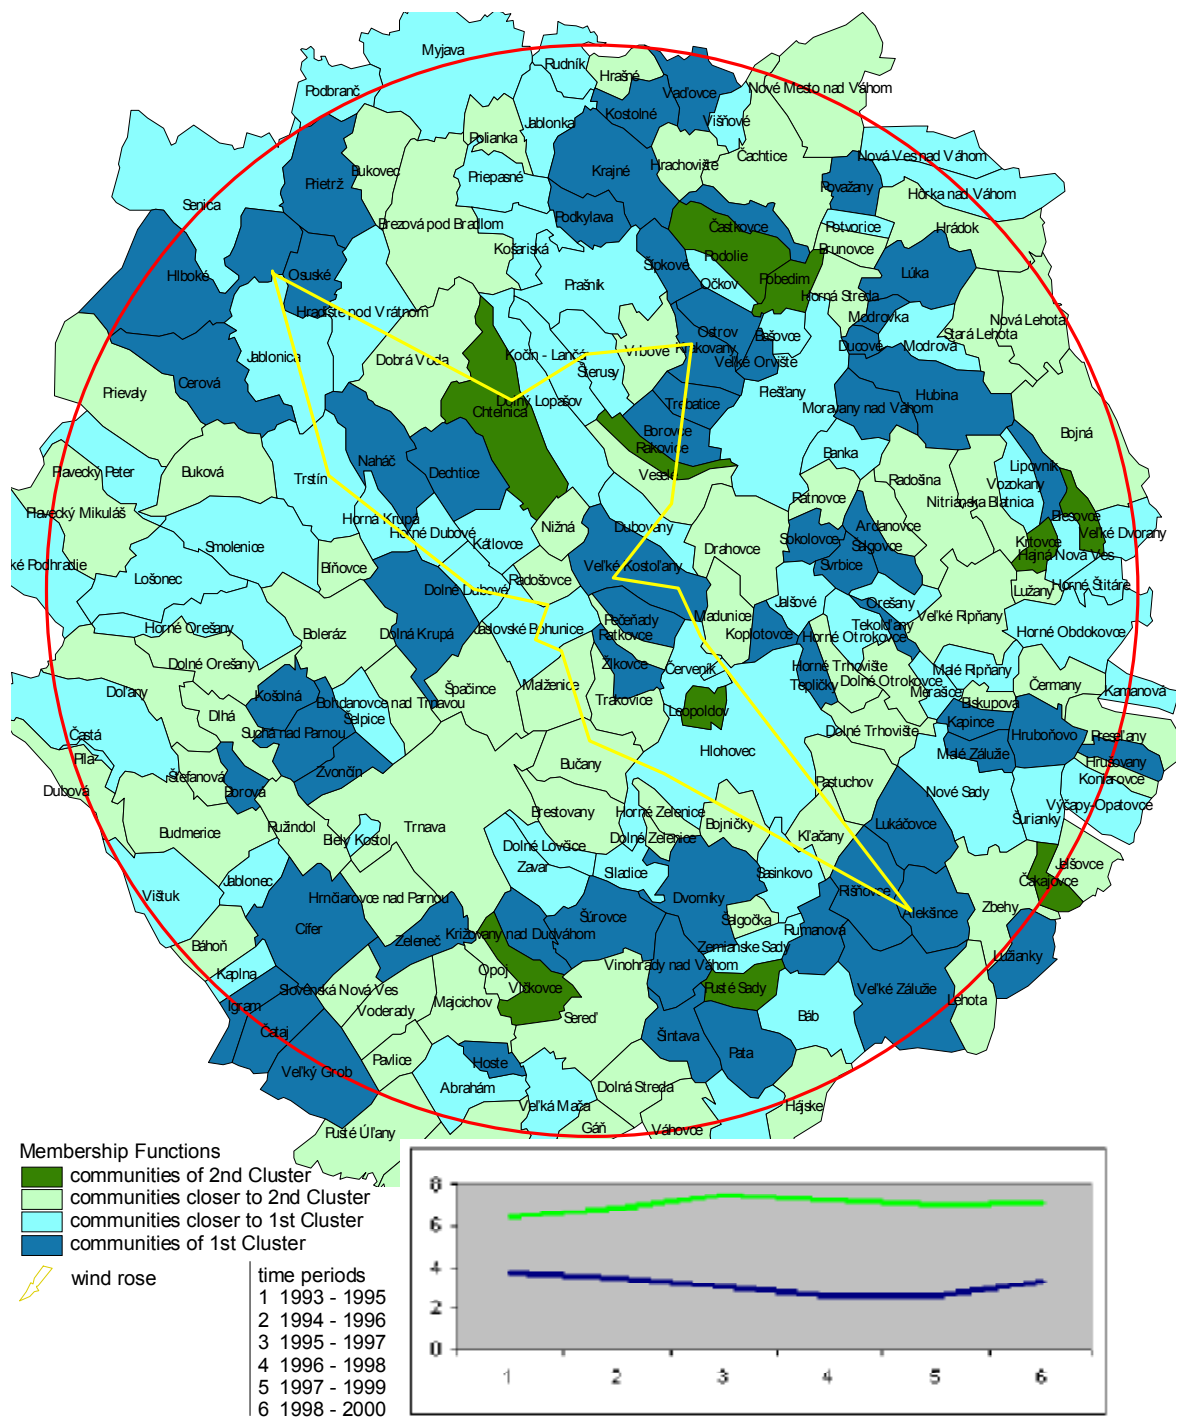 Myjava
Rudník
Hrašné
Podbranč
Vaďovce
Nové Mesto nad Váhom
Kostolné
Jablonka
Višňové
Polianka
Čachtice
Nová Ves nad Váhom
Bukovec
Priepasné
Krajné
Hrachovište
Prietrž
Považany
Hôrka nad Váhom
Senica
Brezová pod Bradlom
Podkylava
Častkovce
Potvorice
Hrádok
Košariská
Podolie
Brunovce
Hlboké
Osuské
Šípkové
Očkov
Pobedim
Lúka
Prašník
Horná Streda
Hradište pod Vrátnom
Modrovka
Nová Lehota
Stará Lehota
Ostrov
Bašovce
Jablonica
Dobrá Voda
Kočín - Lančá
Vrbové
Krakovany
Ducové
Modrová
Veľké Orvište
Šterusy
Cerová
Prievaly
Piešťany
Hubina
Dolný Lopašov
Trebatice
Moravany nad Váhom
Chtelnica
Borovce
Bojná
Rakovice
Banka
Naháč
Lipovník
Plavecký Peter
Buková
Trstín
Dechtice
Veselé
Radošina
Vozokany
Ratnovce
Nitrianska Blatnica
Plavecký Mikuláš
Horná Krupá
Nižná
Dubovany
Ardanovce
Blesovce
Horné Dubové
Veľké Dvorany
Smolenice
Kátlovce
Drahovce
Sokolovce
Šalgovce
Krtovce
Hajná Nová Ves
ké Podhradie
Bíňovce
Veľké Kostoľany
Svrbice
Lošonec
Dolné Dubové
Radošovce
Lužany
Horné Štitáre
Madunice
Jalšové
Orešany
Veľké Ripňany
Horné Orešany
Boleráz
Dolná Krupá
Jaslovské Bohunice
Pečeňady
Tekolďany
Ratkovce
Koplotovce
Horné Otrokovce
Horné Obdokovce
Dolné Orešany
Žlkovce
Červeník
Horné Trhovište
Malé Ripňany
Doľany
Košolná
Bohdanovce nad Trnavou
Špačince
Malženice
Tepličky
Dolné Otrokovce
Čermany
Kamanová
Trakovice
Merašice
Biskupová
Dlhá
Šelpice
Leopoldov
Kapince
Častá
Suchá nad Parnou
Dolné Trhovište
Hruboňovo
Preseľany
Píla
Hlohovec
Malé Zálužie
Hrušovany
Štefanová
Zvončín
Bučany
Pastuchov
Koniarovce
Dubová
Borová
Nové Sady
Výčapy-Opatovce
Brestovany
Horné Zelenice
Šurianky
Budmerice
Ružindol
Trnava
Bojničky
Lukáčovce
Biely Kostol
Dolné Zelenice
Kľačany
Dolné Lovčice
Jelšovce
Zavar
Siladice
Sasinkovo
Čakajovce
Vištuk
Jablonec
Hrnčiarovce nad Parnou
Dvorníky
Rišňovce
Zbehy
Šúrovce
Šalgočka
Alekšince
Cífer
Zeleneč
Križovany nad Dudváhom
Rumanová
Báhoň
Zemianske Sady
Lužianky
Kaplna
Opoj
Vinohrady nad Váhom
Slovenská Nová Ves
Vlčkovce
Pusté Sady
Veľké Zálužie
Lehota
Igram
Voderady
Majcichov
Sereď
Báb
Čataj
Šintava
Pata
Pavlice
Hoste
Veľký Grob
Abrahám
Dolná Streda
Veľká Mača
Hájske
Pusté Úľany
Gáň
Váhovce
Membership Functions
communities of 2nd Cluster
communities closer to 2nd Cluster
communities closer to 1st Cluster
communities of 1st Cluster
wind rose
time periods
1 1993 - 1995
2 1994 - 1996
3 1995 - 1997
4 1996 - 1998
5 1997 - 1999
6 1998 - 2000
8
6
4
2
0
1 2 3 4 5 6